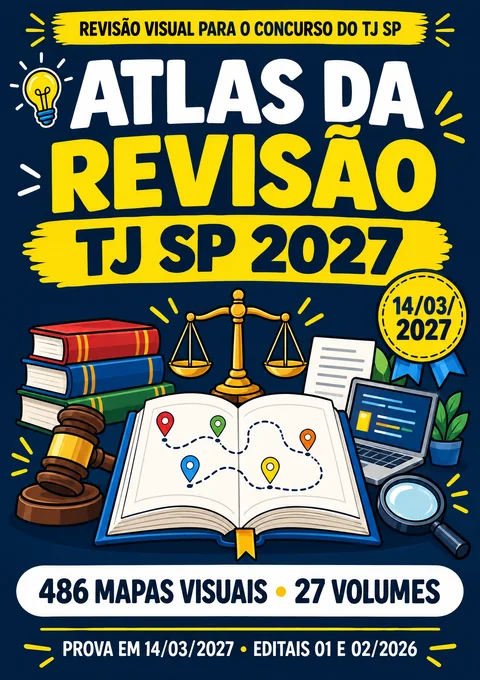 REVISÃO VISUAL PARA O CONCURSO DO TJ SP
ATLAS DA
REVISÃO
TJ SP 2027
14/03/
2027
486 MAPAS VISUAIS • 27 VOLUMES
PROVA EM 14/03/2027 • EDITAIS 01 E 02/2026